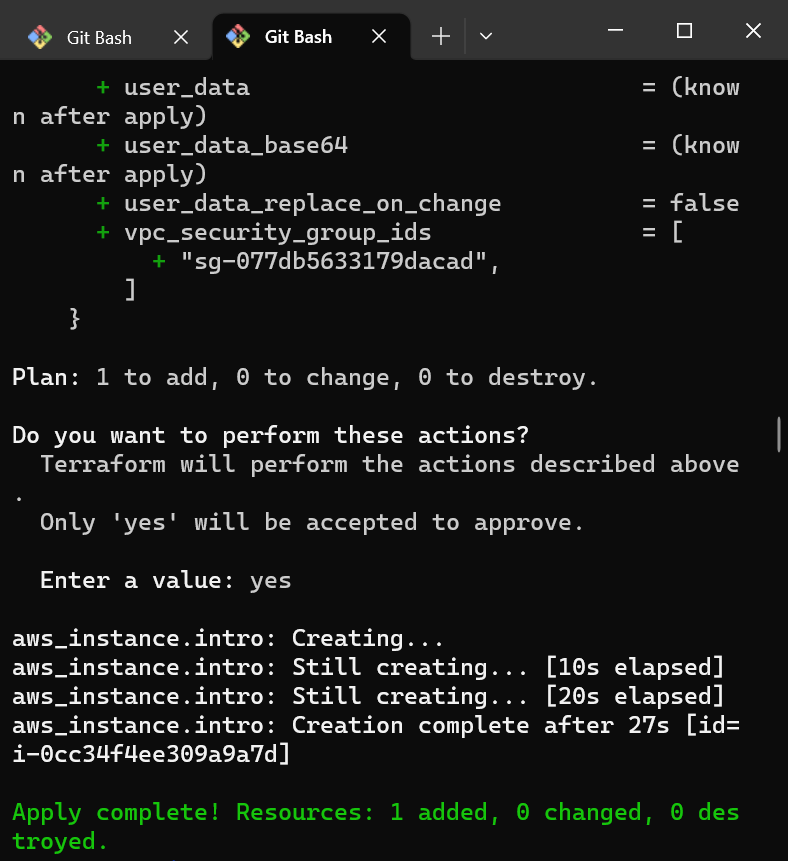 Git Bash
Git Bash
+ user_data = (know
n after apply)
+ user_data_base64 = (know
n after apply)
+ user_data_replace_on_change = false
+ vpc_security_group_ids = [
+ "sg-077db5633179dacad",
]
}
Plan: 1 to add, 0 to change, 0 to destroy.
Do you want to perform these actions?
Terraform will perform the actions described above
.
Only 'yes' will be accepted to approve.
Enter a value: yes
aws_instance.intro: Creating...
aws_instance.intro: Still creating... [10s elapsed]
aws_instance.intro: Still creating... [20s elapsed]
aws_instance.intro: Creation complete after 27s [id=
i-0cc34f4ee309a9a7d]
Apply complete! Resources: 1 added, 0 changed, 0 des
troyed.